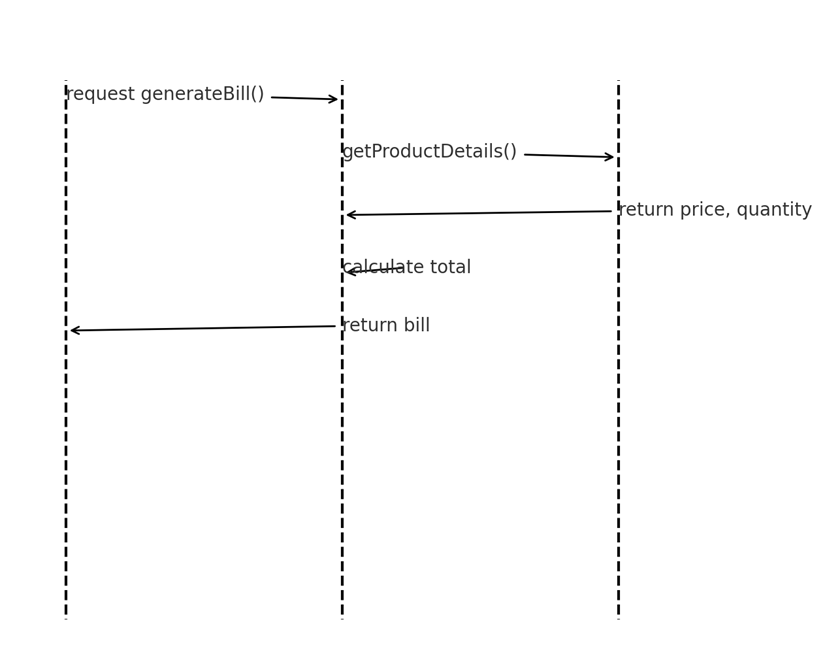 request generateBill()
getProductDetails()
return price, quantity
calculate total
return bill